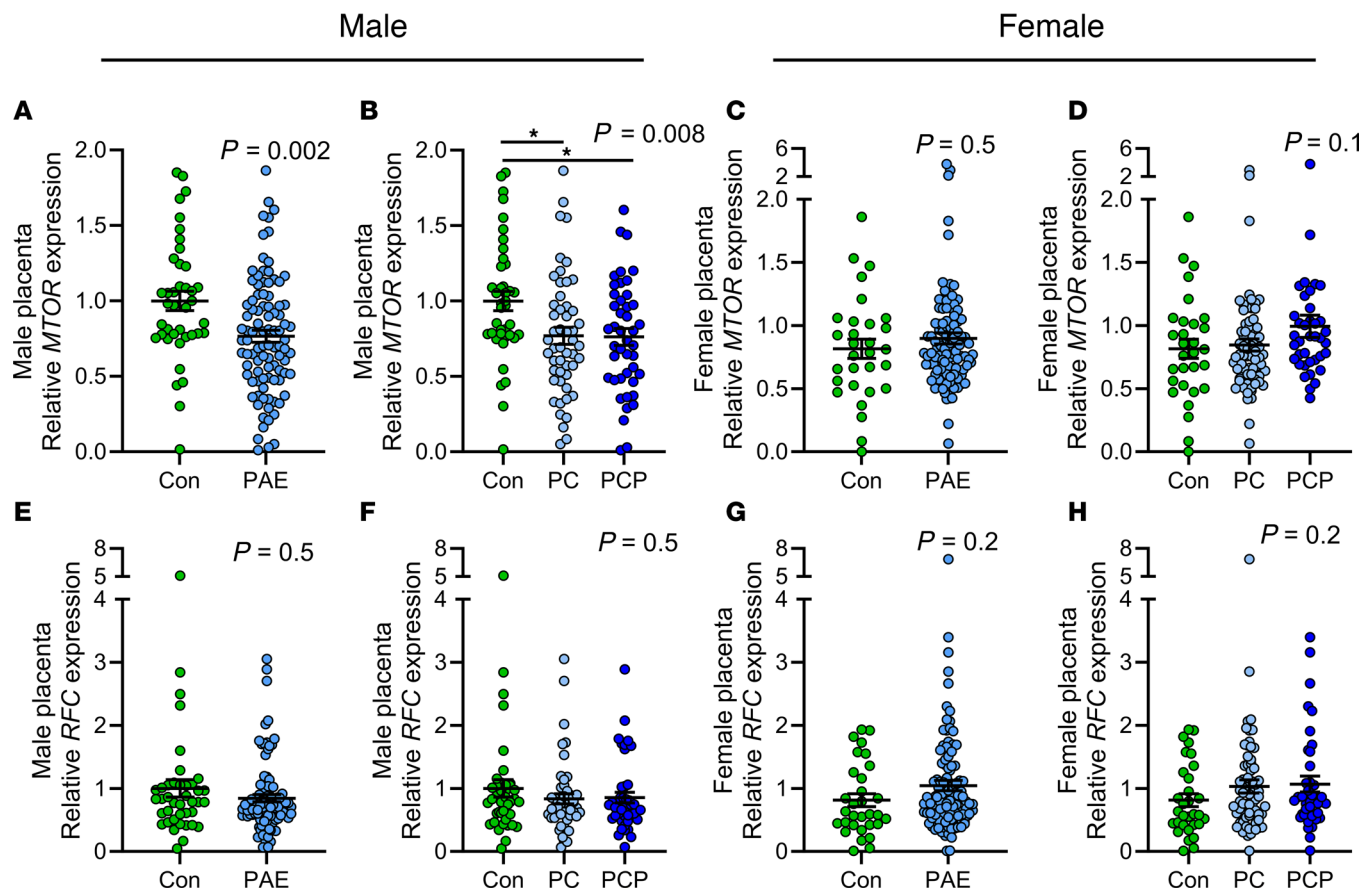 Male
Female
A
P = 0.002
Male placenta
Relative MTOR expression
2.0
1.5
1.0
0.5
0.0
Con
PAE
B
P = 0.008
*
*
Male placenta
Relative MTOR expression
2.0
1.5
1.0
0.5
0.0
Con
PC
PCP
C
P = 0.5
Female placenta
Relative MTOR expression
6
2
2.0
1.5
1.0
0.5
0.0
Con
PAE
D
P = 0.1
Female placenta
Relative MTOR expression
6
2
2.0
1.5
1.0
0.5
0.0
Con
PC
PCP
E
P = 0.5
Male placenta
Relative RFC expression
8
5
4
3
2
1
0
Con
PAE
F
P = 0.5
Male placenta
Relative RFC expression
8
5
4
3
2
1
0
Con
PC
PCP
G
P = 0.2
Female placenta
Relative RFC expression
8
5
4
3
2
1
0
Con
PAE
H
P = 0.2
Female placenta
Relative RFC expression
8
5
4
3
2
1
0
Con
PC
PCP